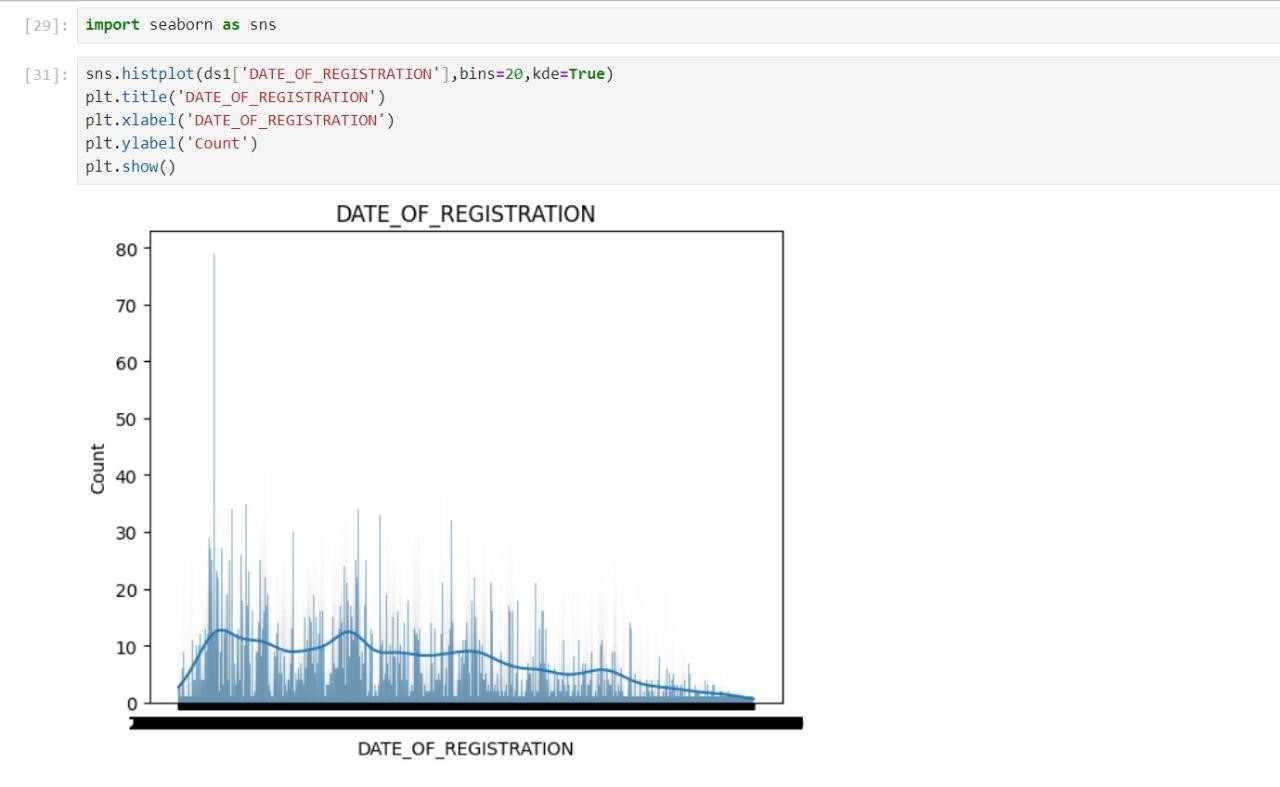 [29]: import seaborn as sns
[31]: sns.histplot(ds1['DATE_OF_REGISTRATION'],bins=20,kde=True)
plt.title('DATE_OF_REGISTRATION')
plt.xlabel('DATE_OF_REGISTRATION')
plt.ylabel('Count')
plt.show()
DATE_OF_REGISTRATION
80
70
60
50
Count
40
30
20
10
0
DATE_OF_REGISTRATION